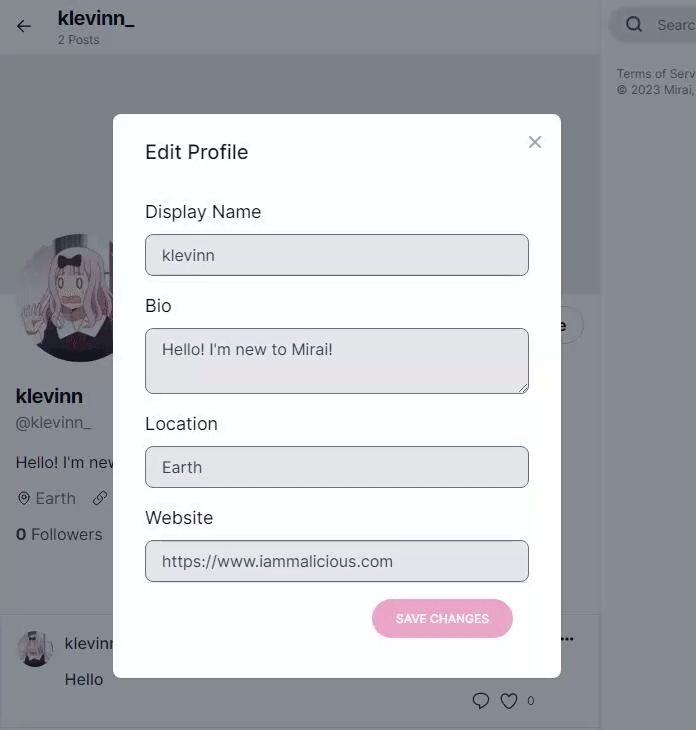 klevinn_
2 Posts
Searc
Terms of Serv
© 2023 Mirai,
Edit Profile
Display Name
klevinn
Bio
Hello! I'm new to Mirai!
Location
Earth
Website
https://www.iammalicious.com
SAVE CHANGES
e
klevinn
@klevinn_
Hello! I'm new
Earth
0 Followers
klevinn
Hello
0